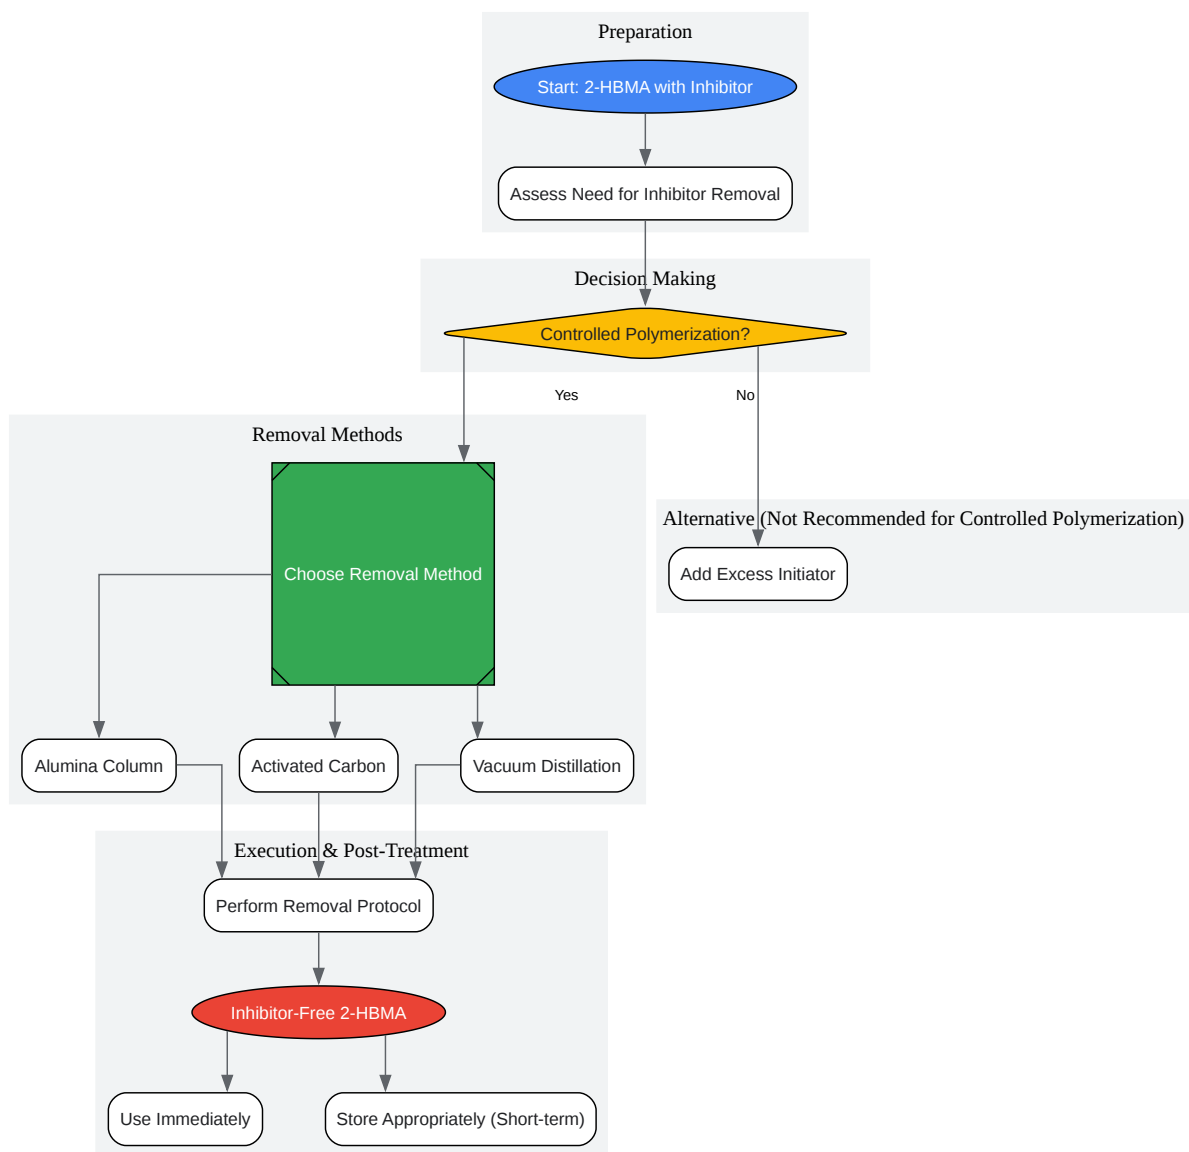 Preparation
Start: 2-HBMA with Inhibitor
Assess Need for Inhibitor Removal
Decision Making
Controlled Polymerization?
Yes
No
Removal Methods
Choose Removal Method
Alternative (Not Recommended for Controlled Polymerization)
Add Excess Initiator
Alumina Column
Activated Carbon
Vacuum Distillation
Execution & Post-Treatment
Perform Removal Protocol
Inhibitor-Free 2-HBMA
Use Immediately
Store Appropriately (Short-term)